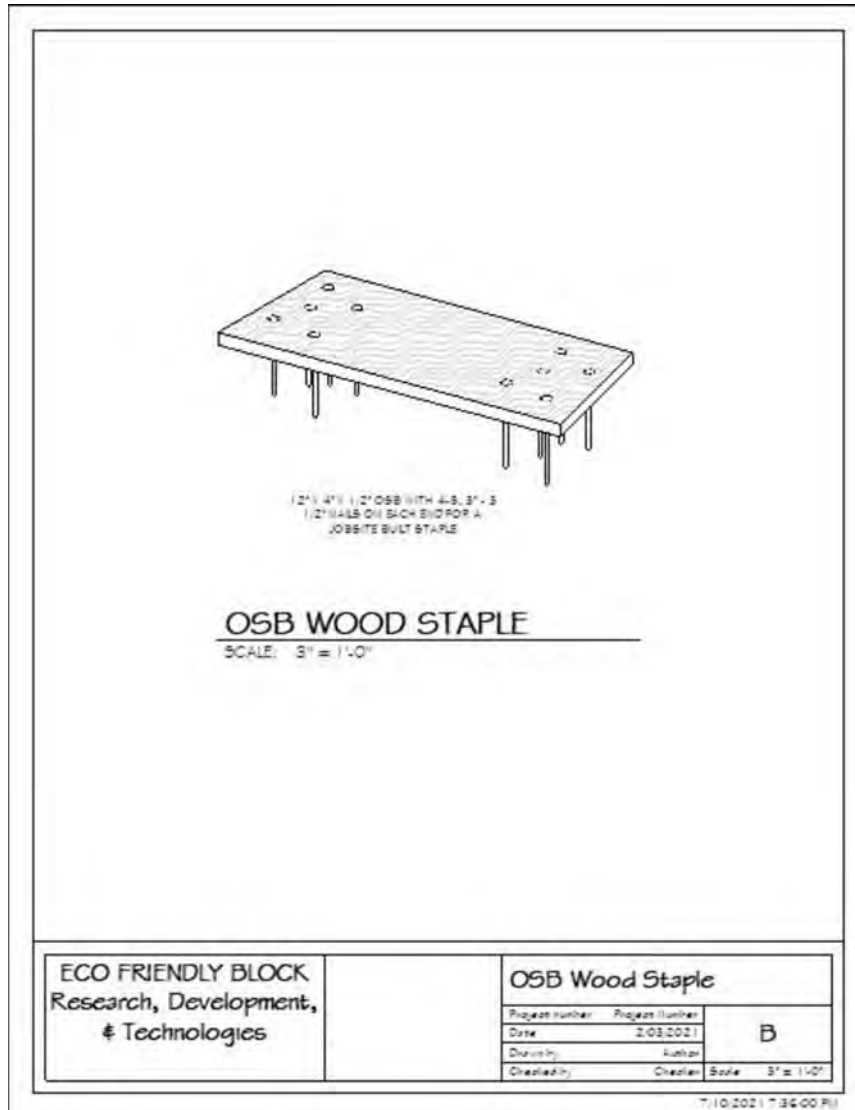 12" X 4" X 1/2" OSB WITH 4-5, 3" - 3
1/2" NAILS ON EACH END FOR A
JOBSITE BUILT STAPLE
OSB WOOD STAPLE
SCALE: 3" = 1'-0"
ECO FRIENDLY BLOCK
Research, Development,
& Technologies
OSB Wood Staple
Project number Project Number
Date 2/03/2021
Drawn by Author
Checked by Checker
B
Scale 3" = 1'-0"
7/10/2021 7:36:00 PM